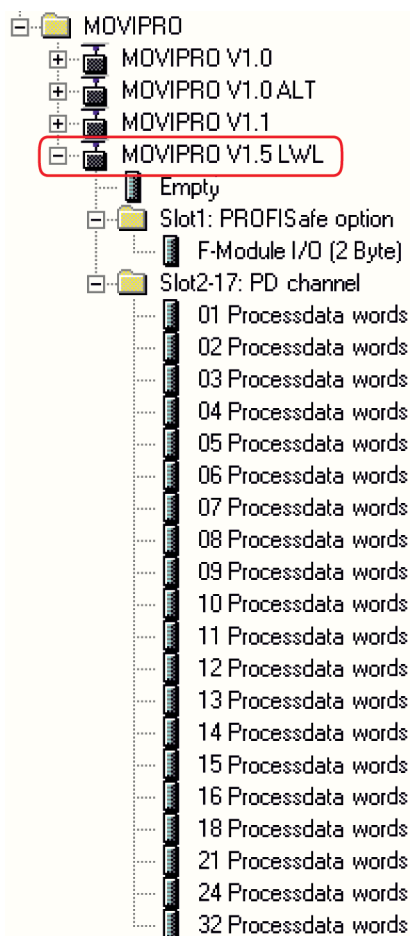 MOVIPRO
MOVIPRO V1.0
MOVIPRO V1.0 ALT
MOVIPRO V1.1
MOVIPRO V1.5 LWL
Empty
Slot1: PROFISafe option
F-Module I/O (2 Byte)
Slot2-17: PD channel
01 Processdata words
02 Processdata words
03 Processdata words
04 Processdata words
05 Processdata words
06 Processdata words
07 Processdata words
08 Processdata words
09 Processdata words
10 Processdata words
11 Processdata words
12 Processdata words
13 Processdata words
14 Processdata words
15 Processdata words
16 Processdata words
18 Processdata words
21 Processdata words
24 Processdata words
32 Processdata words